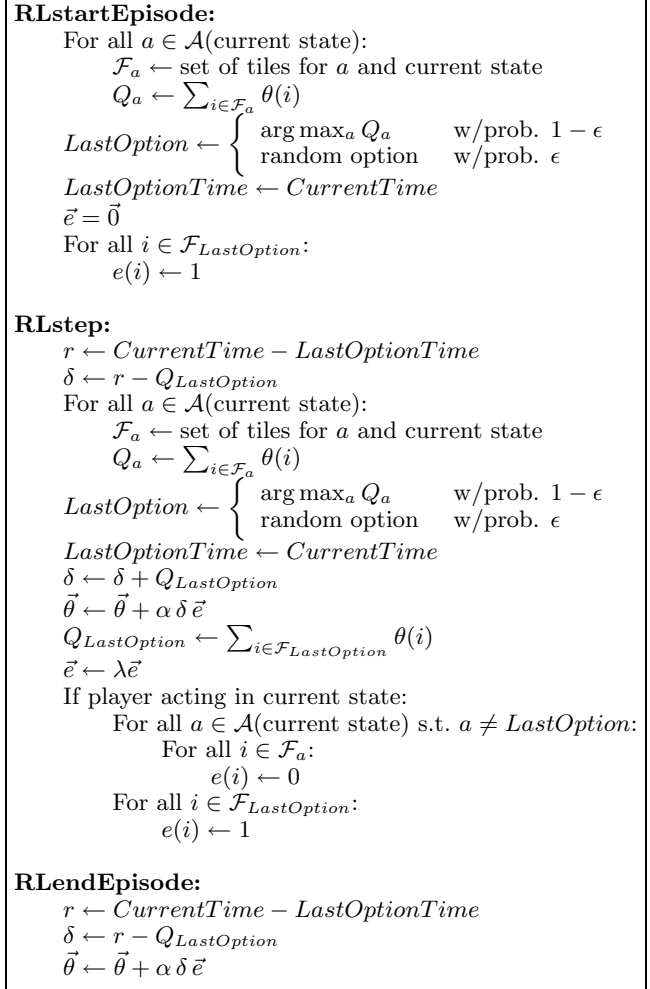 RLstartEpisode:
For all a ∈ 𝒜(current state):
ℱ_a ← set of tiles for a and current state
Q_a ← ∑_{i∈ℱ_a} θ(i)
LastOption ← { arg max_a Q_a w/prob. 1 − ϵ
random option w/prob. ϵ
LastOptionTime ← CurrentTime
e⃗ = 0⃗
For all i ∈ ℱ_{LastOption}:
e(i) ← 1
RLstep:
r ← CurrentTime − LastOptionTime
δ ← r − Q_{LastOption}
For all a ∈ 𝒜(current state):
ℱ_a ← set of tiles for a and current state
Q_a ← ∑_{i∈ℱ_a} θ(i)
LastOption ← { arg max_a Q_a w/prob. 1 − ϵ
random option w/prob. ϵ
LastOptionTime ← CurrentTime
δ ← δ + Q_{LastOption}
θ⃗ ← θ⃗ + α δ e⃗
Q_{LastOption} ← ∑_{i∈ℱ_{LastOption}} θ(i)
e⃗ ← λe⃗
If player acting in current state:
For all a ∈ 𝒜(current state) s.t. a ≠ LastOption:
For all i ∈ ℱ_a:
e(i) ← 0
For all i ∈ ℱ_{LastOption}:
e(i) ← 1
RLendEpisode:
r ← CurrentTime − LastOptionTime
δ ← r − Q_{LastOption}
θ⃗ ← θ⃗ + α δ e⃗